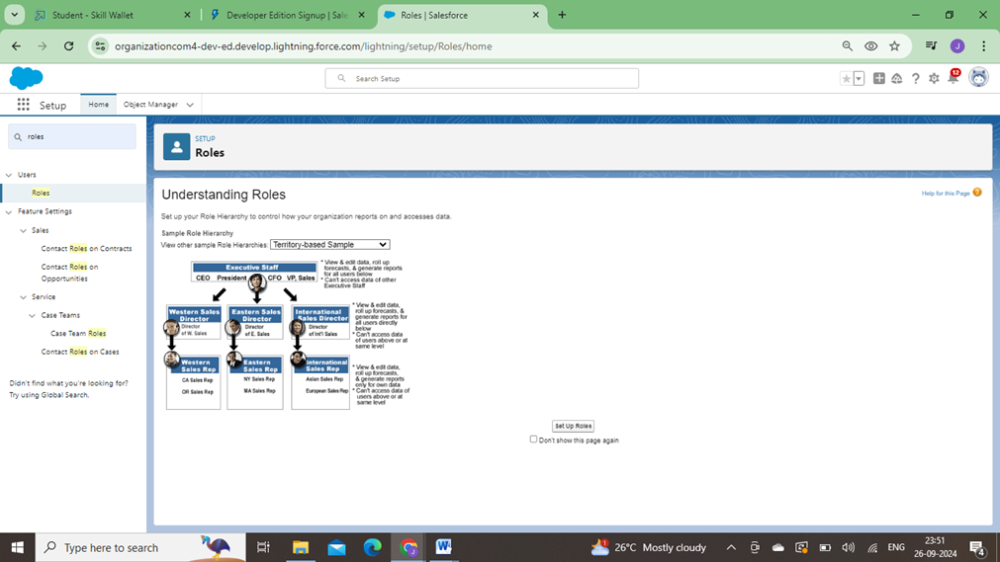 Student - Skill Wallet
Developer Edition Signup | Sale
Roles | Salesforce
organizationcom4-dev-ed.develop.lightning.force.com/lightning/setup/Roles/home
J
Search Setup
12
Setup
Home
Object Manager
roles
Users
Roles
Feature Settings
Sales
Contact Roles on Contracts
Contact Roles on
Opportunities
Service
Case Teams
Case Team Roles
Contact Roles on Cases
Didn't find what you're looking for?
Try using Global Search.
SETUP
Roles
Understanding Roles
Help for this Page
Set up your Role Hierarchy to control how your organization reports on and accesses data.
Sample Role Hierarchy
View other sample Role Hierarchies: Territory-based Sample
Executive Staff
CEO President CFO VP, Sales
* View & edit data, roll up
forecasts, & generate reports
for all users below
* Can't access data of other
Executive Staff
Western Sales
Director
Director
of W. Sales
Eastern Sales
Director
Director
of E. Sales
International
Sales Director
Director
of Int'l Sales
* View & edit data,
roll up forecasts, &
generate reports for
all users directly
below
* Can't access data
of users above or at
same level
Western
Sales Rep
CA Sales Rep
OR Sales Rep
Eastern
Sales Rep
NY Sales Rep
MA Sales Rep
International
Sales Rep
Asian Sales Rep
European Sales Rep
* View & edit data,
roll up forecasts,
& generate reports
only for own data
* Can't access data of
users above or at
same level
Set Up Roles
Don't show this page again
Type here to search
26°C Mostly cloudy
ENG
23:51
26-09-2024
4